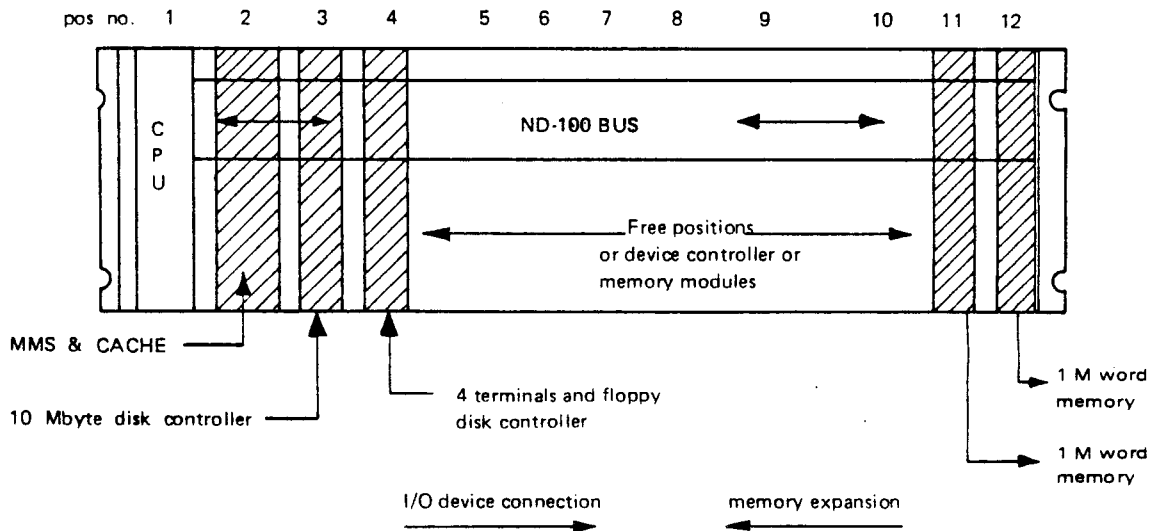 pos no. 1 2 3 4 5 6 7 8 9 10 11 12
C
P
U
ND-100 BUS
Free positions
or device controller or
memory modules
MMS & CACHE
10 Mbyte disk controller
4 terminals and floppy
disk controller
1 M word
memory
1 M word
memory
I/O device connection
memory expansion